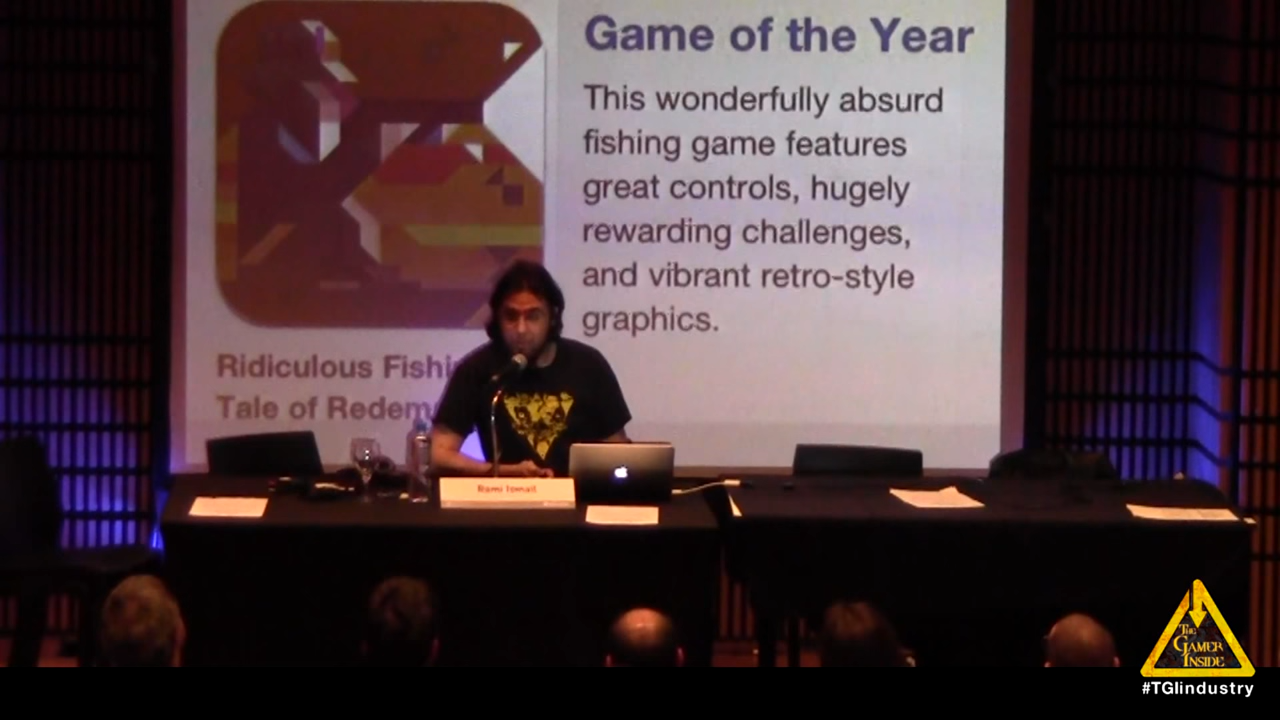 Game of the Year
This wonderfully absurd
fishing game features
great controls, hugely
rewarding challenges,
and vibrant retro-style
graphics.
Ridiculous Fishi
Tale of Redem
Rami Ismail
The
Gamer
Inside
#TGIindustry